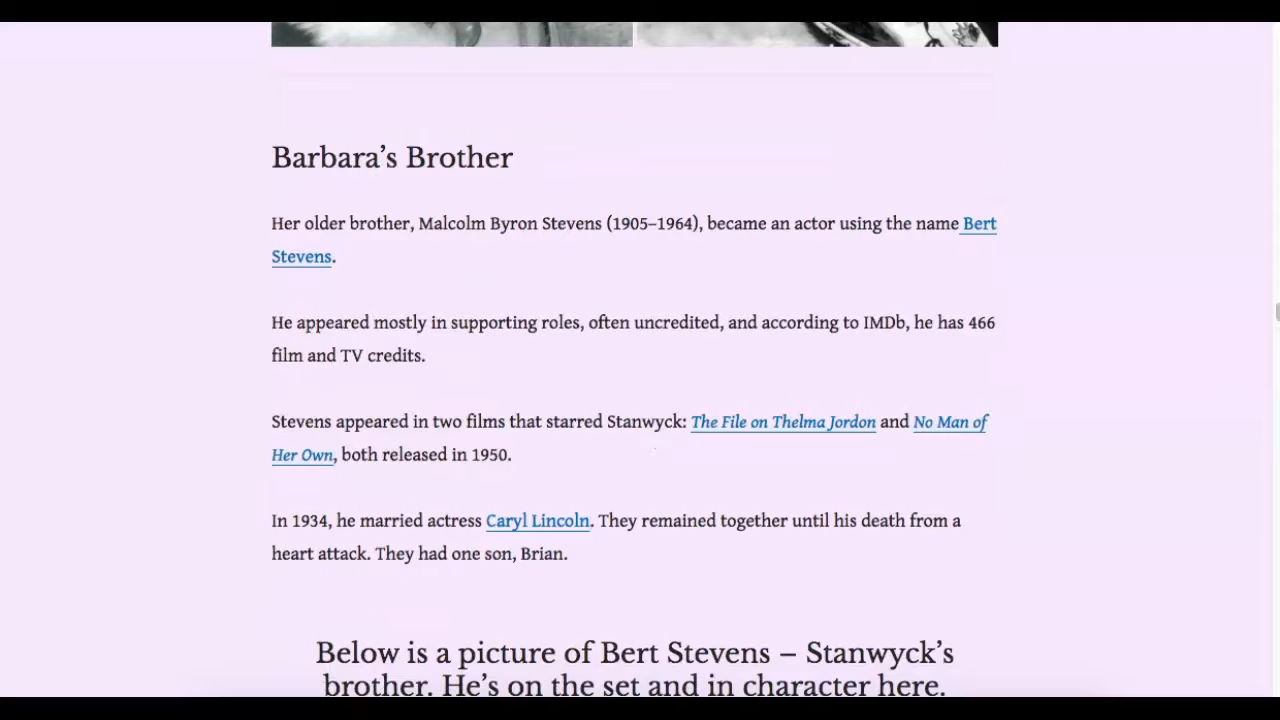 Barbara’s Brother
Her older brother, Malcolm Byron Stevens (1905–1964), became an actor using the name Bert
Stevens.
He appeared mostly in supporting roles, often uncredited, and according to IMDb, he has 466
film and TV credits.
Stevens appeared in two films that starred Stanwyck: The File on Thelma Jordon and No Man of
Her Own, both released in 1950.
In 1934, he married actress Caryl Lincoln. They remained together until his death from a
heart attack. They had one son, Brian.
Below is a picture of Bert Stevens – Stanwyck’s
brother. He’s on the set and in character here.